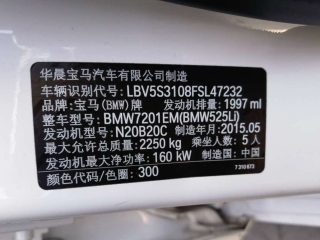 华晨宝马汽车有限公司制造
车辆识别代号: LBV5S3108FSL47232
品牌: 宝马(BMW)牌 发动机排量: 1997 ml
整车型号: BMW7201EM(BMW525Li)
发动机型号: N20B20C 制造年月: 2015.05
最大允许总质量: 2250 kg 乘坐人数: 5 人
发动机最大净功率: 160 kW 制造国: 中国
颜色代码/色圈: 300
7 310 873